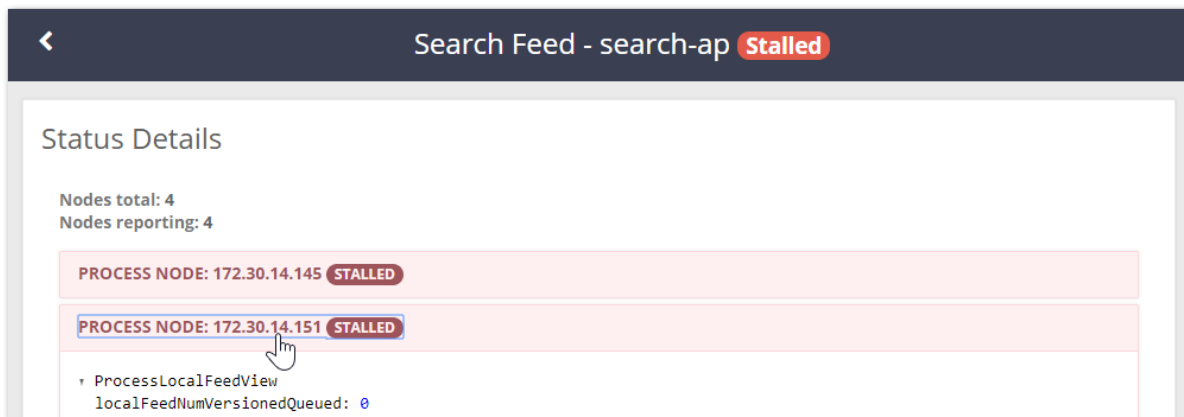 Search Feed - search-ap Stalled
Status Details
Nodes total: 4
Nodes reporting: 4
PROCESS NODE: 172.30.14.145 STALLED
PROCESS NODE: 172.30.14.151 STALLED
ProcessLocalFeedView
localFeedNumVersionedQueued: 0